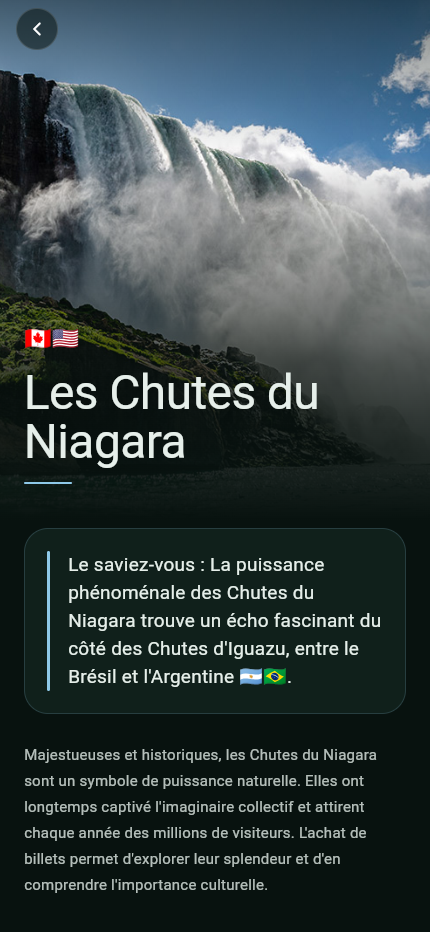 🇨🇦🇺🇸
Les Chutes du
Niagara
Le saviez-vous : La puissance
phénoménale des Chutes du
Niagara trouve un écho fascinant du
côté des Chutes d'Iguazu, entre le
Brésil et l'Argentine 🇦🇷🇧🇷.
Majestueuses et historiques, les Chutes du Niagara
sont un symbole de puissance naturelle. Elles ont
longtemps captivé l'imaginaire collectif et attirent
chaque année des millions de visiteurs. L'achat de
billets permet d'explorer leur splendeur et d'en
comprendre l'importance culturelle.